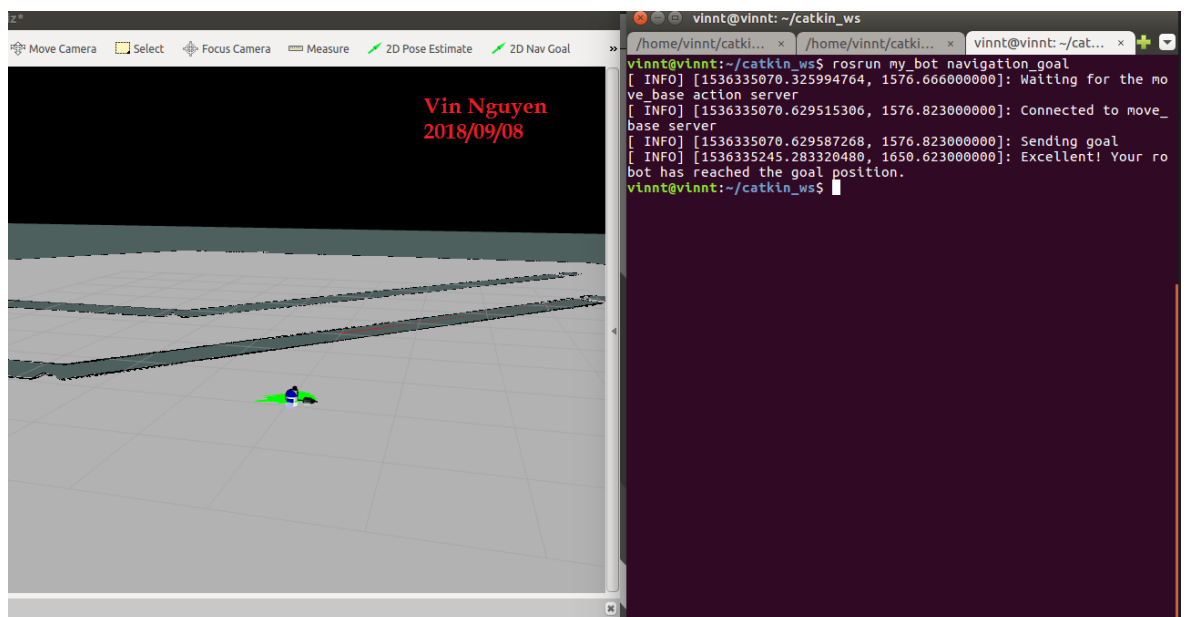 iz*
Move Camera Select Focus Camera Measure 2D Pose Estimate 2D Nav Goal »
Vin Nguyen
2018/09/08
vinnt@vinnt: ~/catkin_ws
/home/vinnt/catki... × /home/vinnt/catki... × vinnt@vinnt: ~/cat... ×
vinnt@vinnt:~/catkin_ws$ rosrun my_bot navigation_goal
[ INFO] [1536335070.325994764, 1576.666000000]: Waiting for the mo
ve_base action server
[ INFO] [1536335070.629515306, 1576.823000000]: Connected to move_
base server
[ INFO] [1536335070.629587268, 1576.823000000]: Sending goal
[ INFO] [1536335245.283320480, 1650.623000000]: Excellent! Your ro
bot has reached the goal position.
vinnt@vinnt:~/catkin_ws$